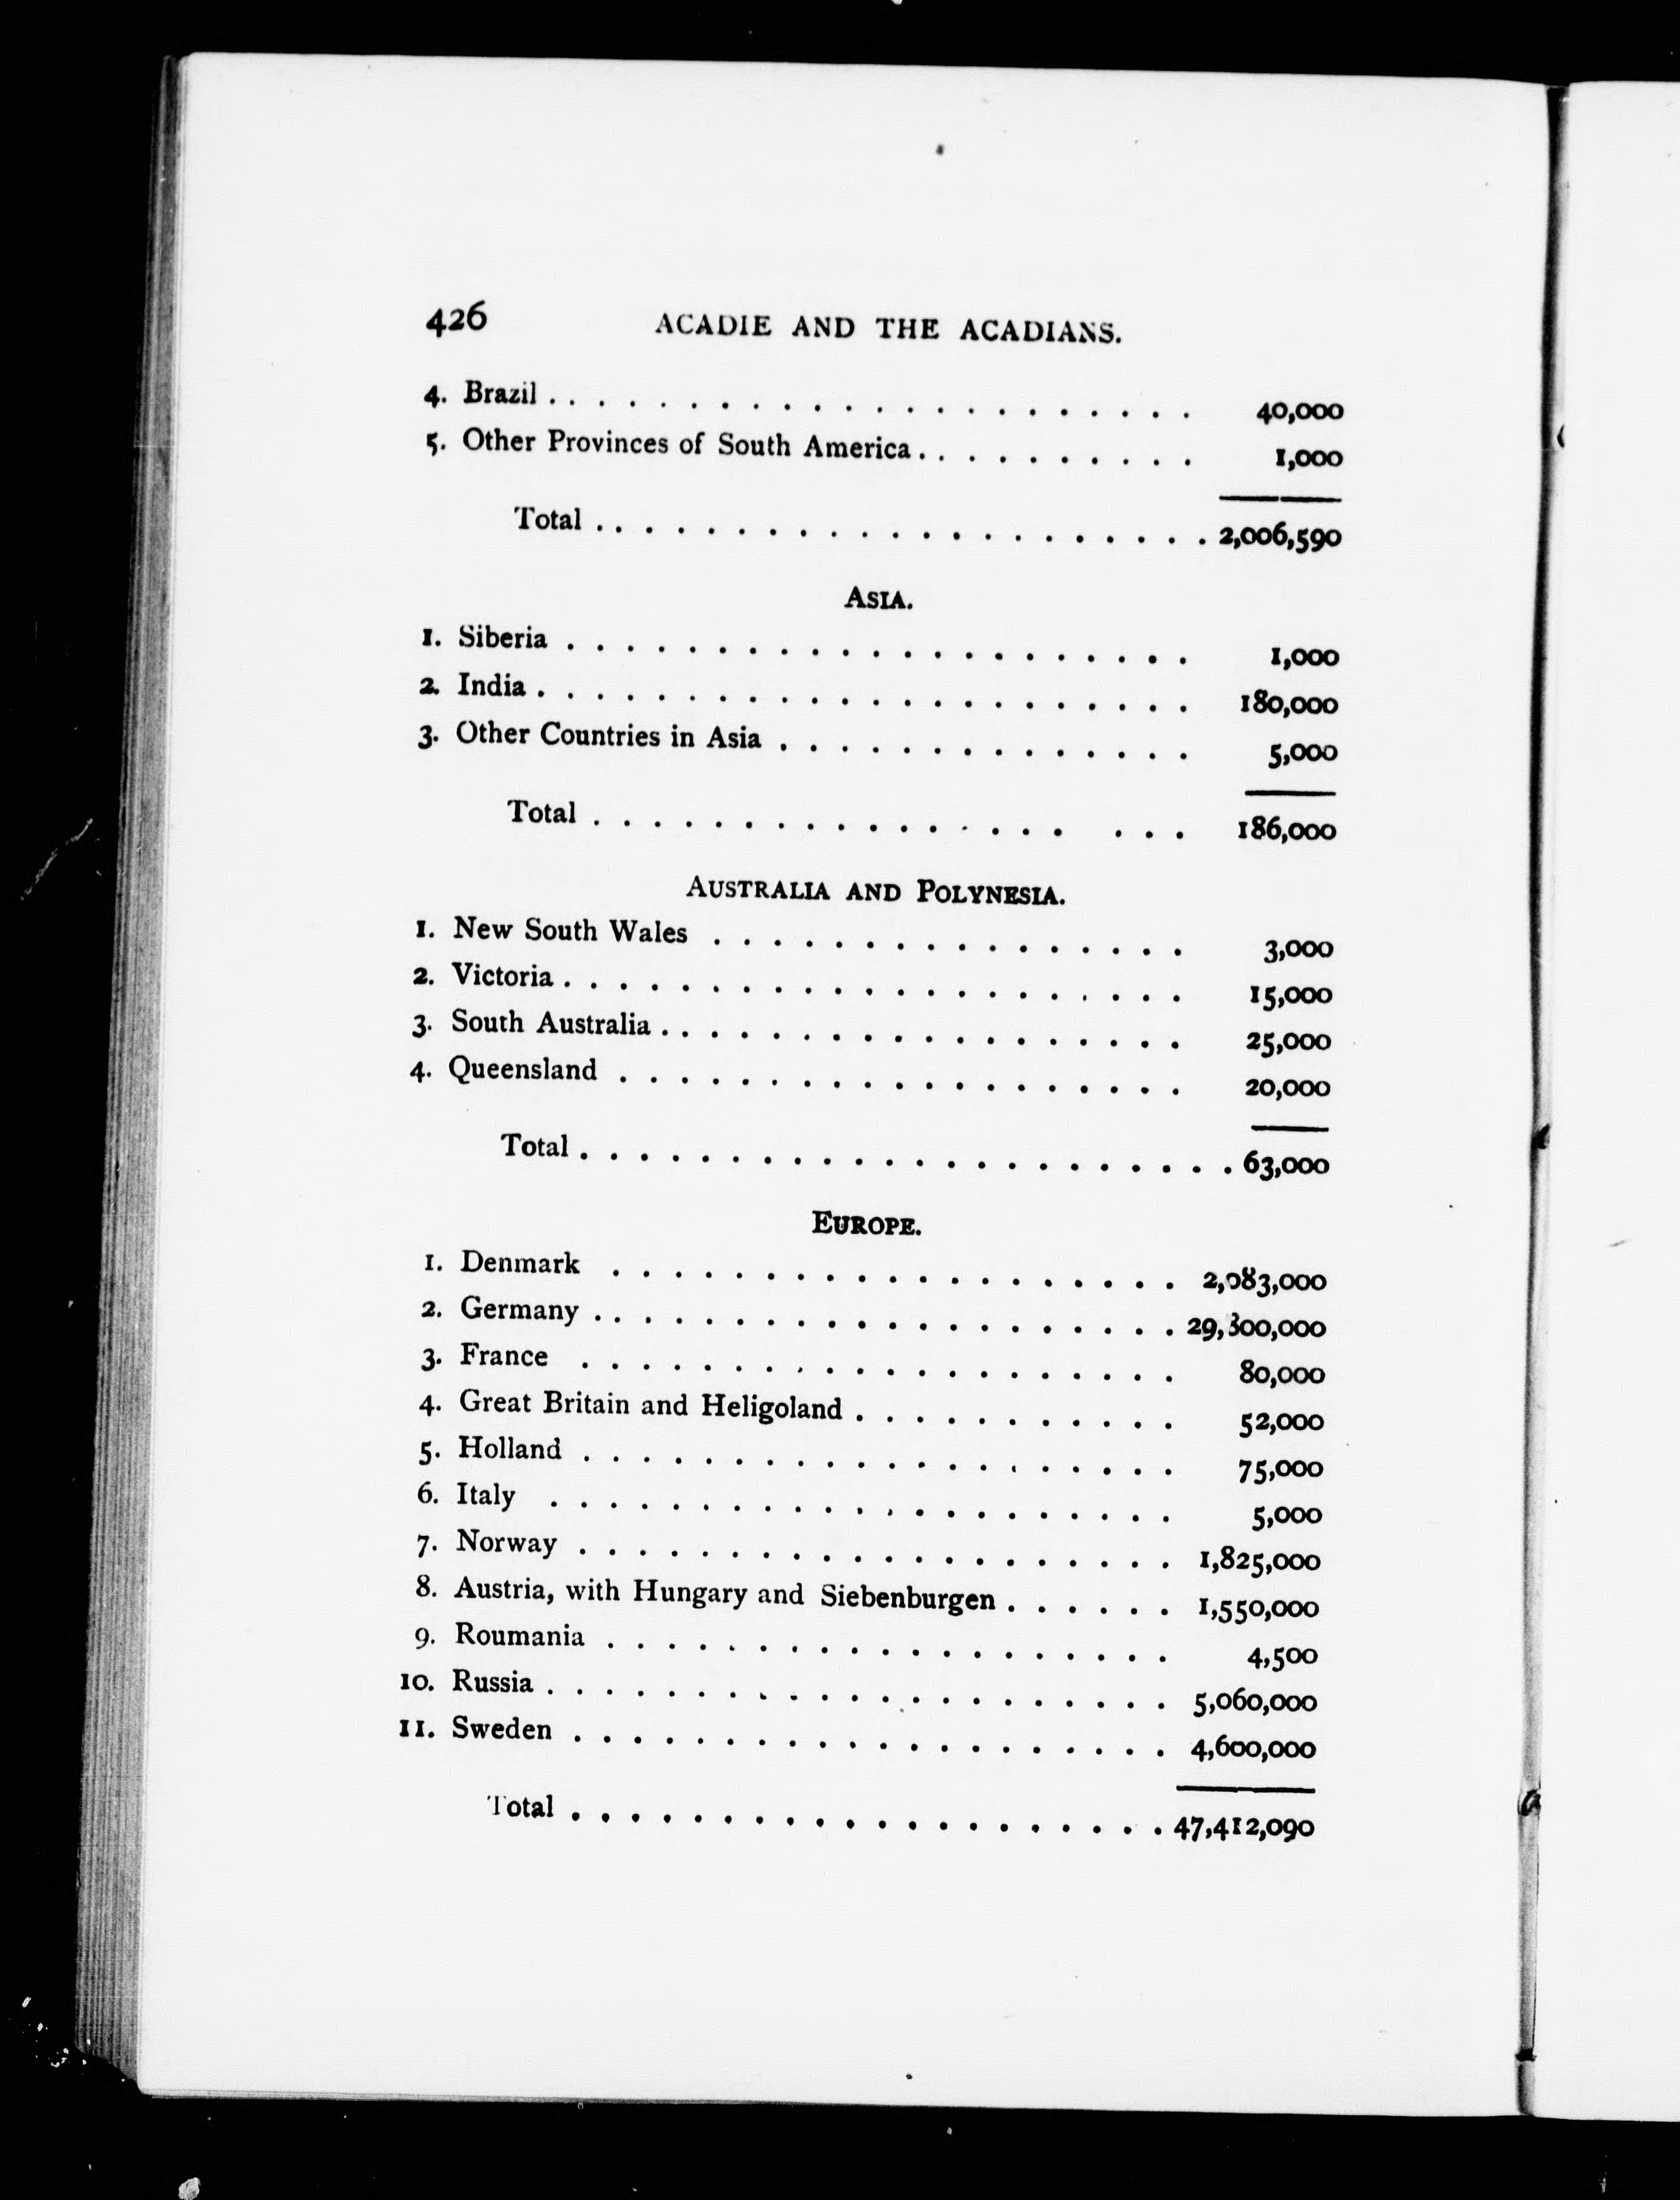 426 ACADIE AND THE ACADIANS.
4. Brazil . . . . . . . . . . . . . . . . . . . . . . 40,000
5. Other Provinces of South America . . . . . . . . . . 1,000
Total . . . . . . . . . . . . . . . . . . . . . 2,006,590
ASIA.
1. Siberia . . . . . . . . . . . . . . . . . . . . . 1,000
2. India . . . . . . . . . . . . . . . . . . . . . . 180,000
3. Other Countries in Asia . . . . . . . . . . . . . . 5,000
Total . . . . . . . . . . . . . . . . . . . 186,000
AUSTRALIA AND POLYNESIA.
1. New South Wales . . . . . . . . . . . . . . . . 3,000
2. Victoria . . . . . . . . . . . . . . . . . . . . . 15,000
3. South Australia . . . . . . . . . . . . . . . . . . 25,000
4. Queensland . . . . . . . . . . . . . . . . . . . 20,000
Total . . . . . . . . . . . . . . . . . . . . . . 63,000
EUROPE.
1. Denmark . . . . . . . . . . . . . . . . . . . 2,083,000
2. Germany . . . . . . . . . . . . . . . . . . . . 29,800,000
3. France . . . . . . . . . . . . . . . . . . . . 80,000
4. Great Britain and Heligoland . . . . . . . . . . . 52,000
5. Holland . . . . . . . . . . . . . . . . . . . . 75,000
6. Italy . . . . . . . . . . . . . . . . . . . . . 5,000
7. Norway . . . . . . . . . . . . . . . . . . . . 1,825,000
8. Austria, with Hungary and Siebenburgen . . . . . . 1,550,000
9. Roumania . . . . . . . . . . . . . . . . . . . 4,500
10. Russia . . . . . . . . . . . . . . . . . . . . . 5,060,000
11. Sweden . . . . . . . . . . . . . . . . . . . . 4,600,000
Total . . . . . . . . . . . . . . . . . . . . 47,412,090